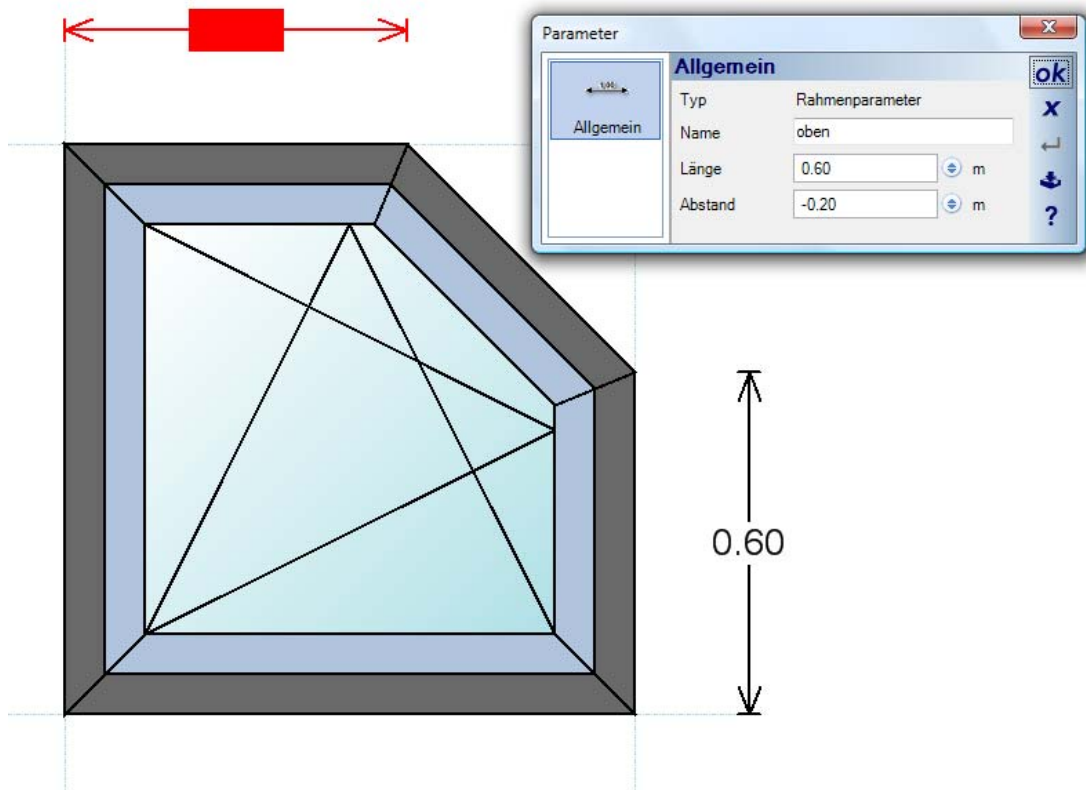 Parameter
Allgemein
Allgemein
Typ Rahmenparameter
Name oben
Länge 0.60 m
Abstand -0.20 m
ok
x
?
0.60